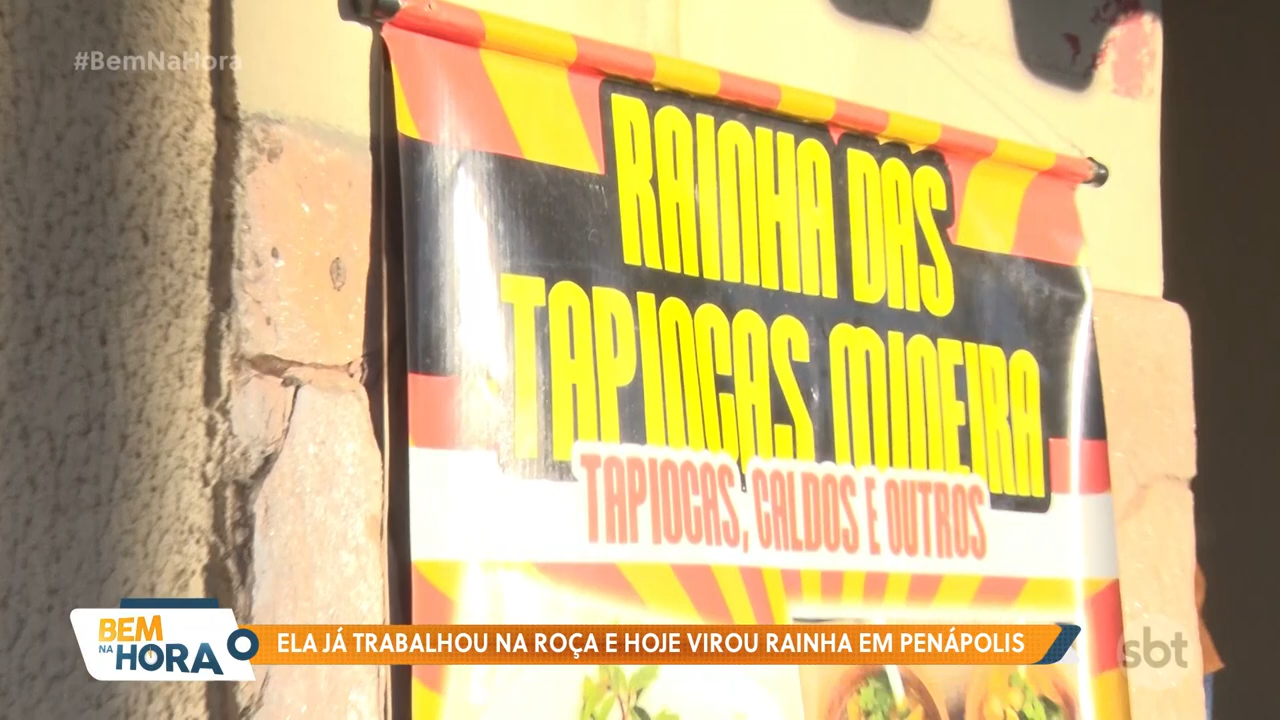 #BemNaHora
RAINHA DAS
TAPIOCAS MINEIRA
TAPIOCAS, CALDOS E OUTROS
BEM
NA HORA
ELA JÁ TRABALHOU NA ROÇA E HOJE VIROU RAINHA EM PENÁPOLIS
sbt